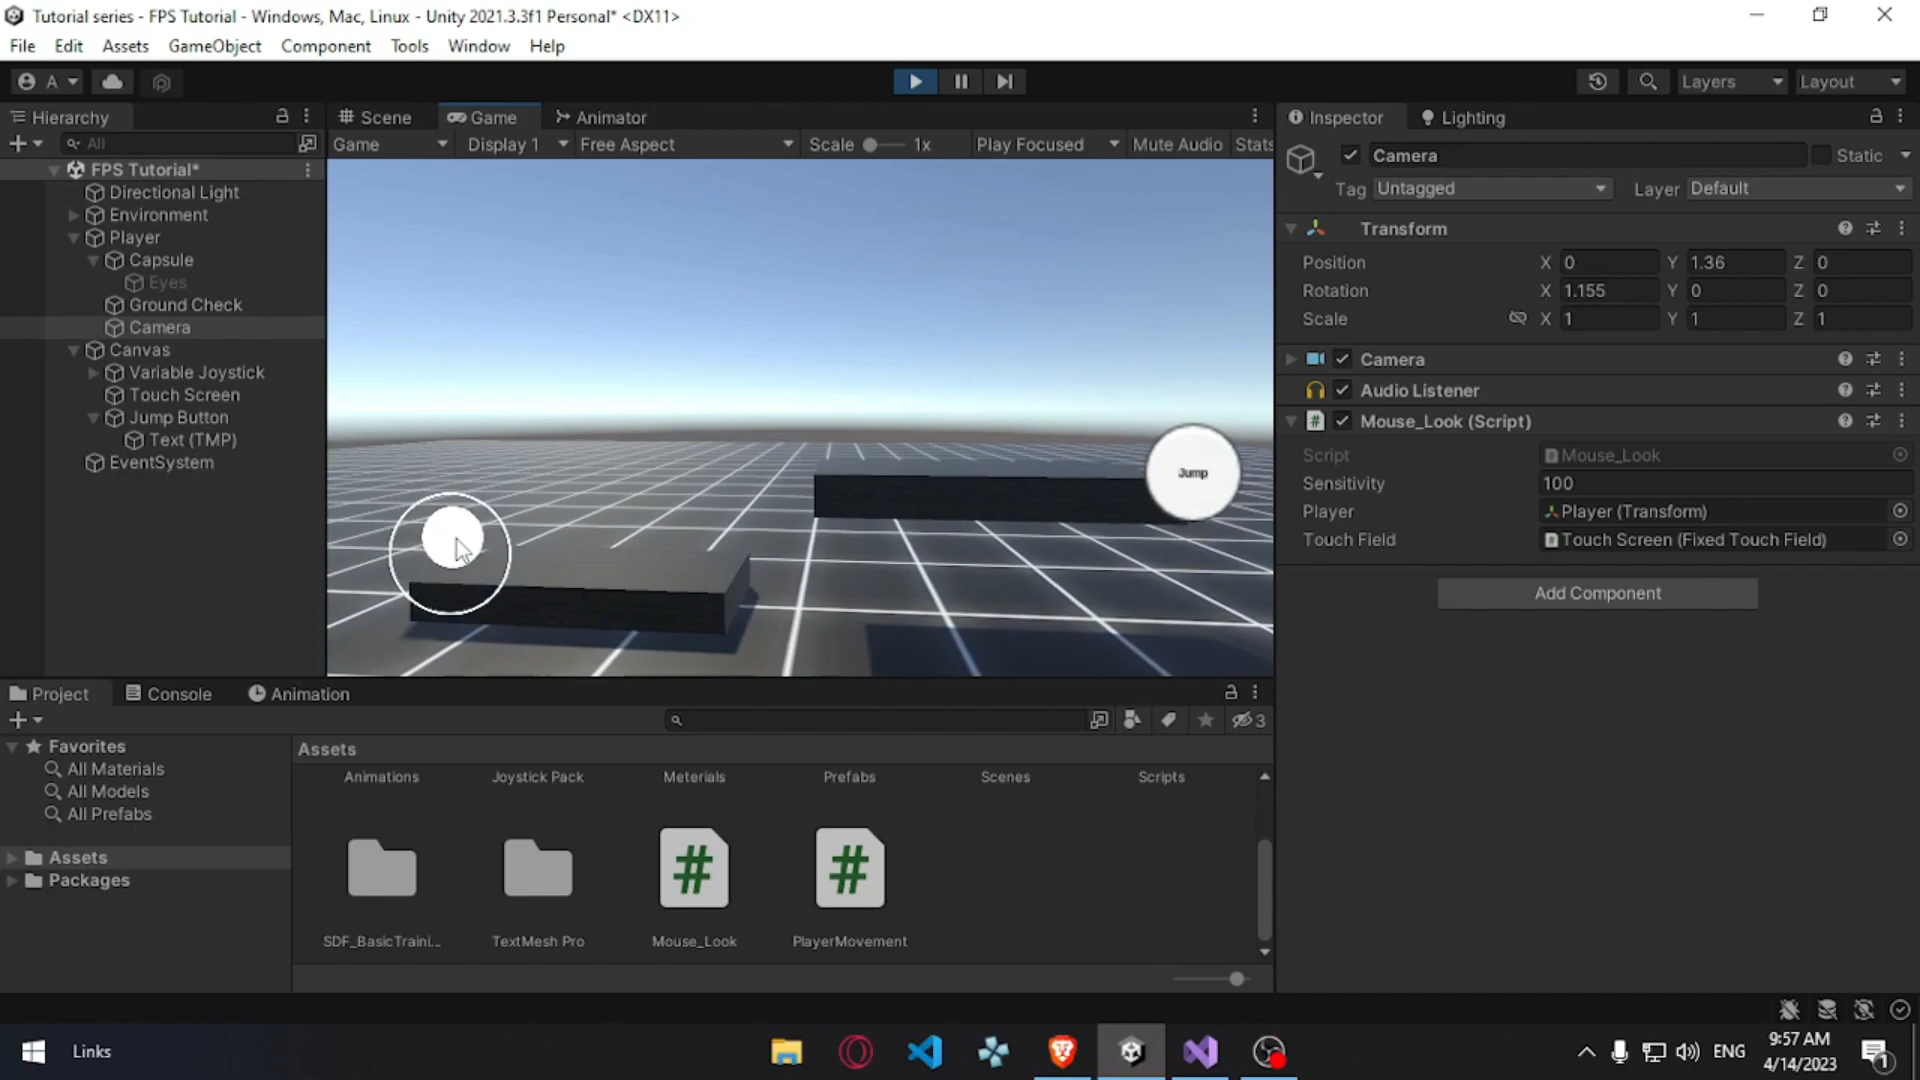 Tutorial series - FPS Tutorial - Windows, Mac, Linux - Unity 2021.3.3f1 Personal* <DX11>
File Edit Assets GameObject Component Tools Window Help
A
Layers Layout
Hierarchy
All
FPS Tutorial*
Directional Light
Environment
Player
Capsule
Eyes
Ground Check
Camera
Canvas
Variable Joystick
Touch Screen
Jump Button
Text (TMP)
EventSystem
Scene Game Animator
Game Display 1 Free Aspect Scale 1x Play Focused Mute Audio Stats
Jump
Inspector Lighting
Camera Static
Tag Untagged Layer Default
Transform
Position X 0 Y 1.36 Z 0
Rotation X 1.155 Y 0 Z 0
Scale X 1 Y 1 Z 1
Camera
Audio Listener
# Mouse_Look (Script)
Script Mouse_Look
Sensitivity 100
Player Player (Transform)
Touch Field Touch Screen (Fixed Touch Field)
Add Component
Project Console Animation
3
Favorites
All Materials
All Models
All Prefabs
Assets
Packages
Assets
Animations Joystick Pack Meterials Prefabs Scenes Scripts
# #
SDF_BasicTraini... TextMesh Pro Mouse_Look PlayerMovement
Links
ENG
9:57 AM
4/14/2023
1